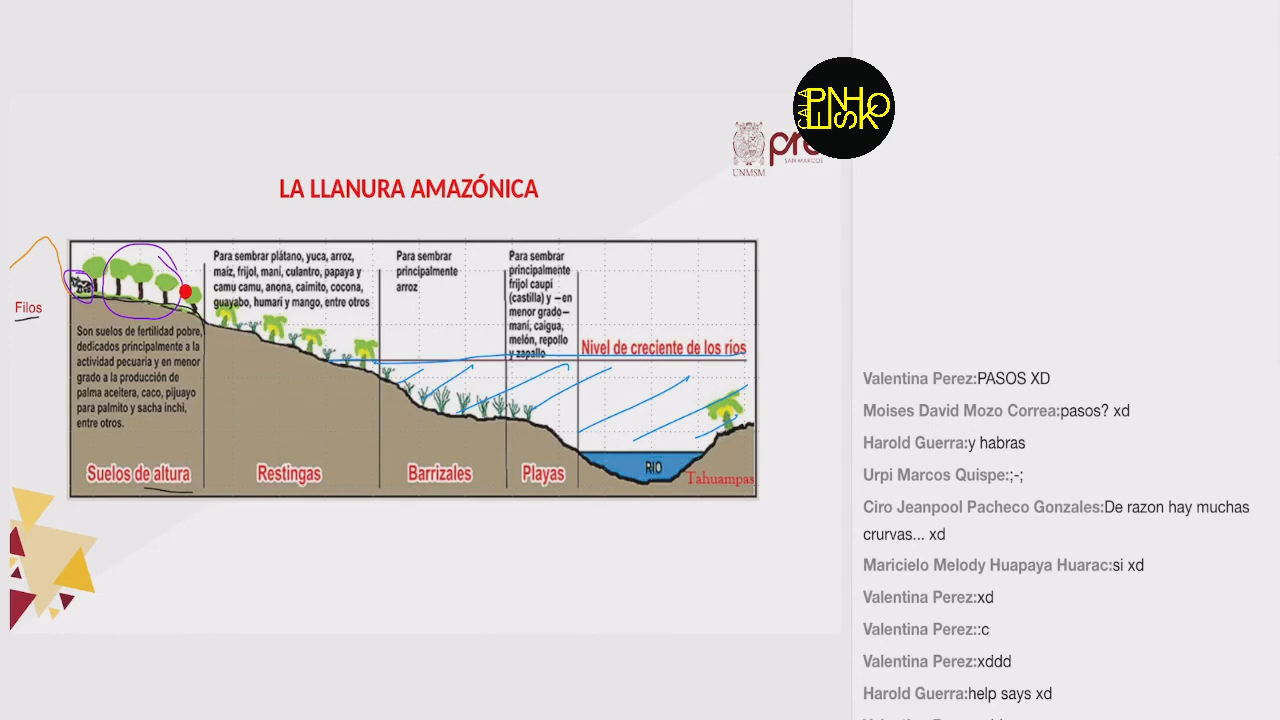 CALA
PNHO
ESK
pre
SAN MARCOS
UNMSM
LA LLANURA AMAZÓNICA
Filos
Para sembrar plátano, yuca, arroz,
maíz, frijol, maní, culantro, papaya y
camu camu, anona, caimito, cocona,
guayabo, humarí y mango, entre otros
Para sembrar
principalmente
arroz
Para sembrar
principalmente
frijol caupí
(castilla) y —en
menor grado—
maní, caigua,
melón, repollo
y zapallo
Nivel de creciente de los ríos
Son suelos de fertilidad pobre,
dedicados principalmente a la
actividad pecuaria y en menor
grado a la producción de
palma aceitera, caco, pijuayo
para palmito y sacha inchi,
entre otros.
Suelos de altura
Restingas
Barrizales
Playas
RIO
Tahuampas
Valentina Perez:PASOS XD
Moises David Mozo Correa:pasos? xd
Harold Guerra:y habras
Urpi Marcos Quispe:;-;
Ciro Jeanpool Pacheco Gonzales:De razon hay muchas
crurvas... xd
Maricielo Melody Huapaya Huarac:si xd
Valentina Perez:xd
Valentina Perez::c
Valentina Perez:xddd
Harold Guerra:help says xd